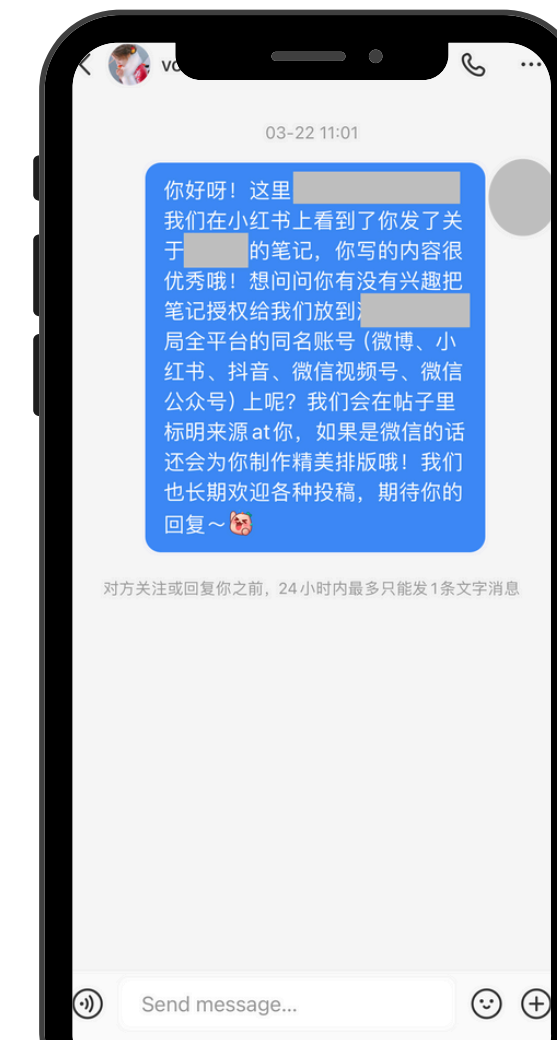 03-22 11:01
你好呀！这里
我们在小红书上看到了你发了关
于 的笔记，你写的内容很
优秀哦！想问问你有没有兴趣把
笔记授权给我们放到
局全平台的同名账号（微博、小
红书、抖音、微信视频号、微信
公众号）上呢？我们会在帖子里
标明来源at你，如果是微信的话
还会为你制作精美排版哦！我们
也长期欢迎各种投稿，期待你的
回复～
对方关注或回复你之前，24小时内最多只能发1条文字消息
Send message...